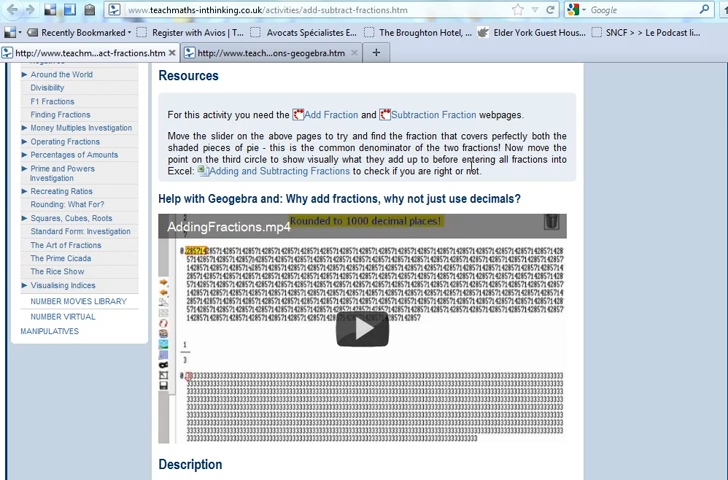 www.teachmaths-inthinking.co.uk/activities/add-subtract-fractions.htm
Google
Recently Bookmarked
Register with Avios | T...
Avocats Spécialistes E...
The Broughton Hotel, ...
Elder York Guest Hous...
SNCF > > Le Podcast li...
http://www.teachm...act-fractions.htm
http://www.teach...ons-geogebra.htm
Around the World
Divisibility
F1 Fractions
Finding Fractions
Money Multiples Investigation
Operating Fractions
Percentages of Amounts
Prime and Powers
Investigation
Recreating Ratios
Rounding: What For?
Squares, Cubes, Roots
Standard Form: Investigation
The Art of Fractions
The Prime Cicada
The Rice Show
Visualising Indices
NUMBER MOVIES LIBRARY
NUMBER VIRTUAL
MANIPULATIVES
Resources
For this activity you need the Add Fraction and Subtraction Fraction webpages.
Move the slider on the above pages to try and find the fraction that covers perfectly both the
shaded pieces of pie - this is the common denominator of the two fractions! Now move the
point on the third circle to show visually what they add up to before entering all fractions into
Excel: Adding and Subtracting Fractions to check if you are right or not.
Help with Geogebra and: Why add fractions, why not just use decimals?
AddingFractions.mp4
Rounded to 1000 decimal places!
1
3
Description